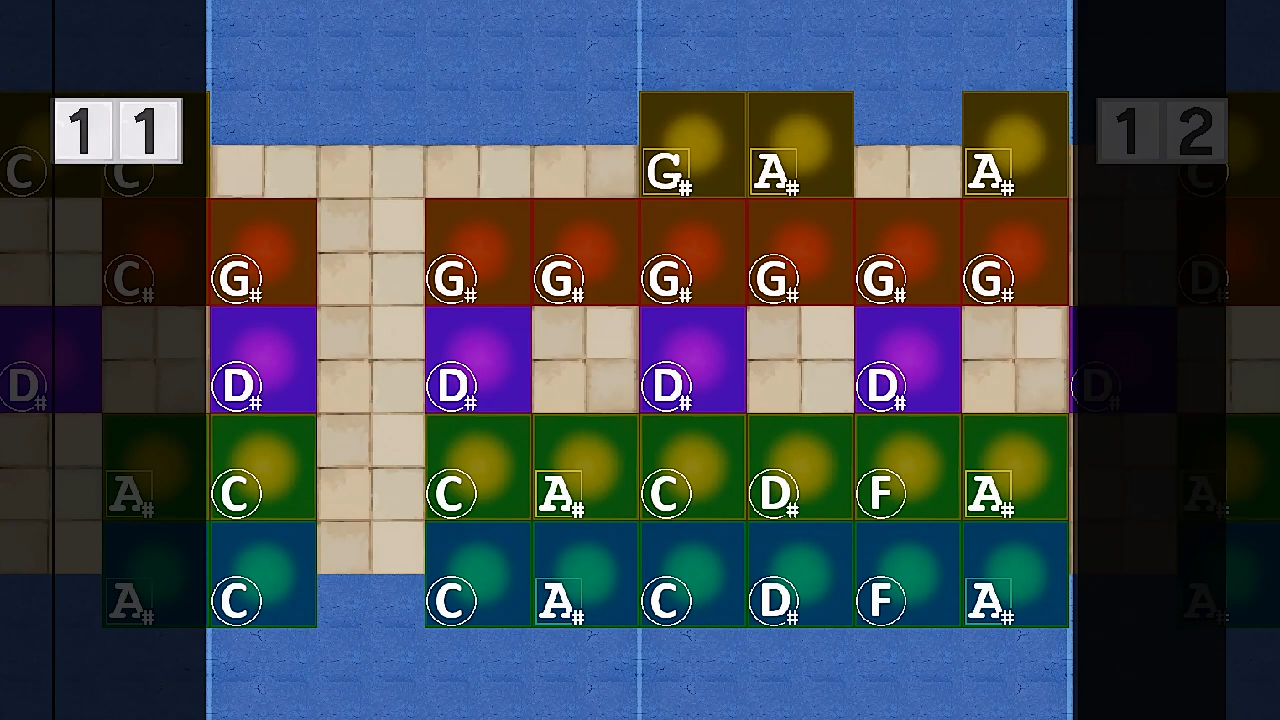 11 12
G# A# A#
C C C
C# G# G# G# G# G# G# G# D#
D# D# D# D# D# D#
A# C C A# C D# F A# A#
A# C C A# C D# F A# A#